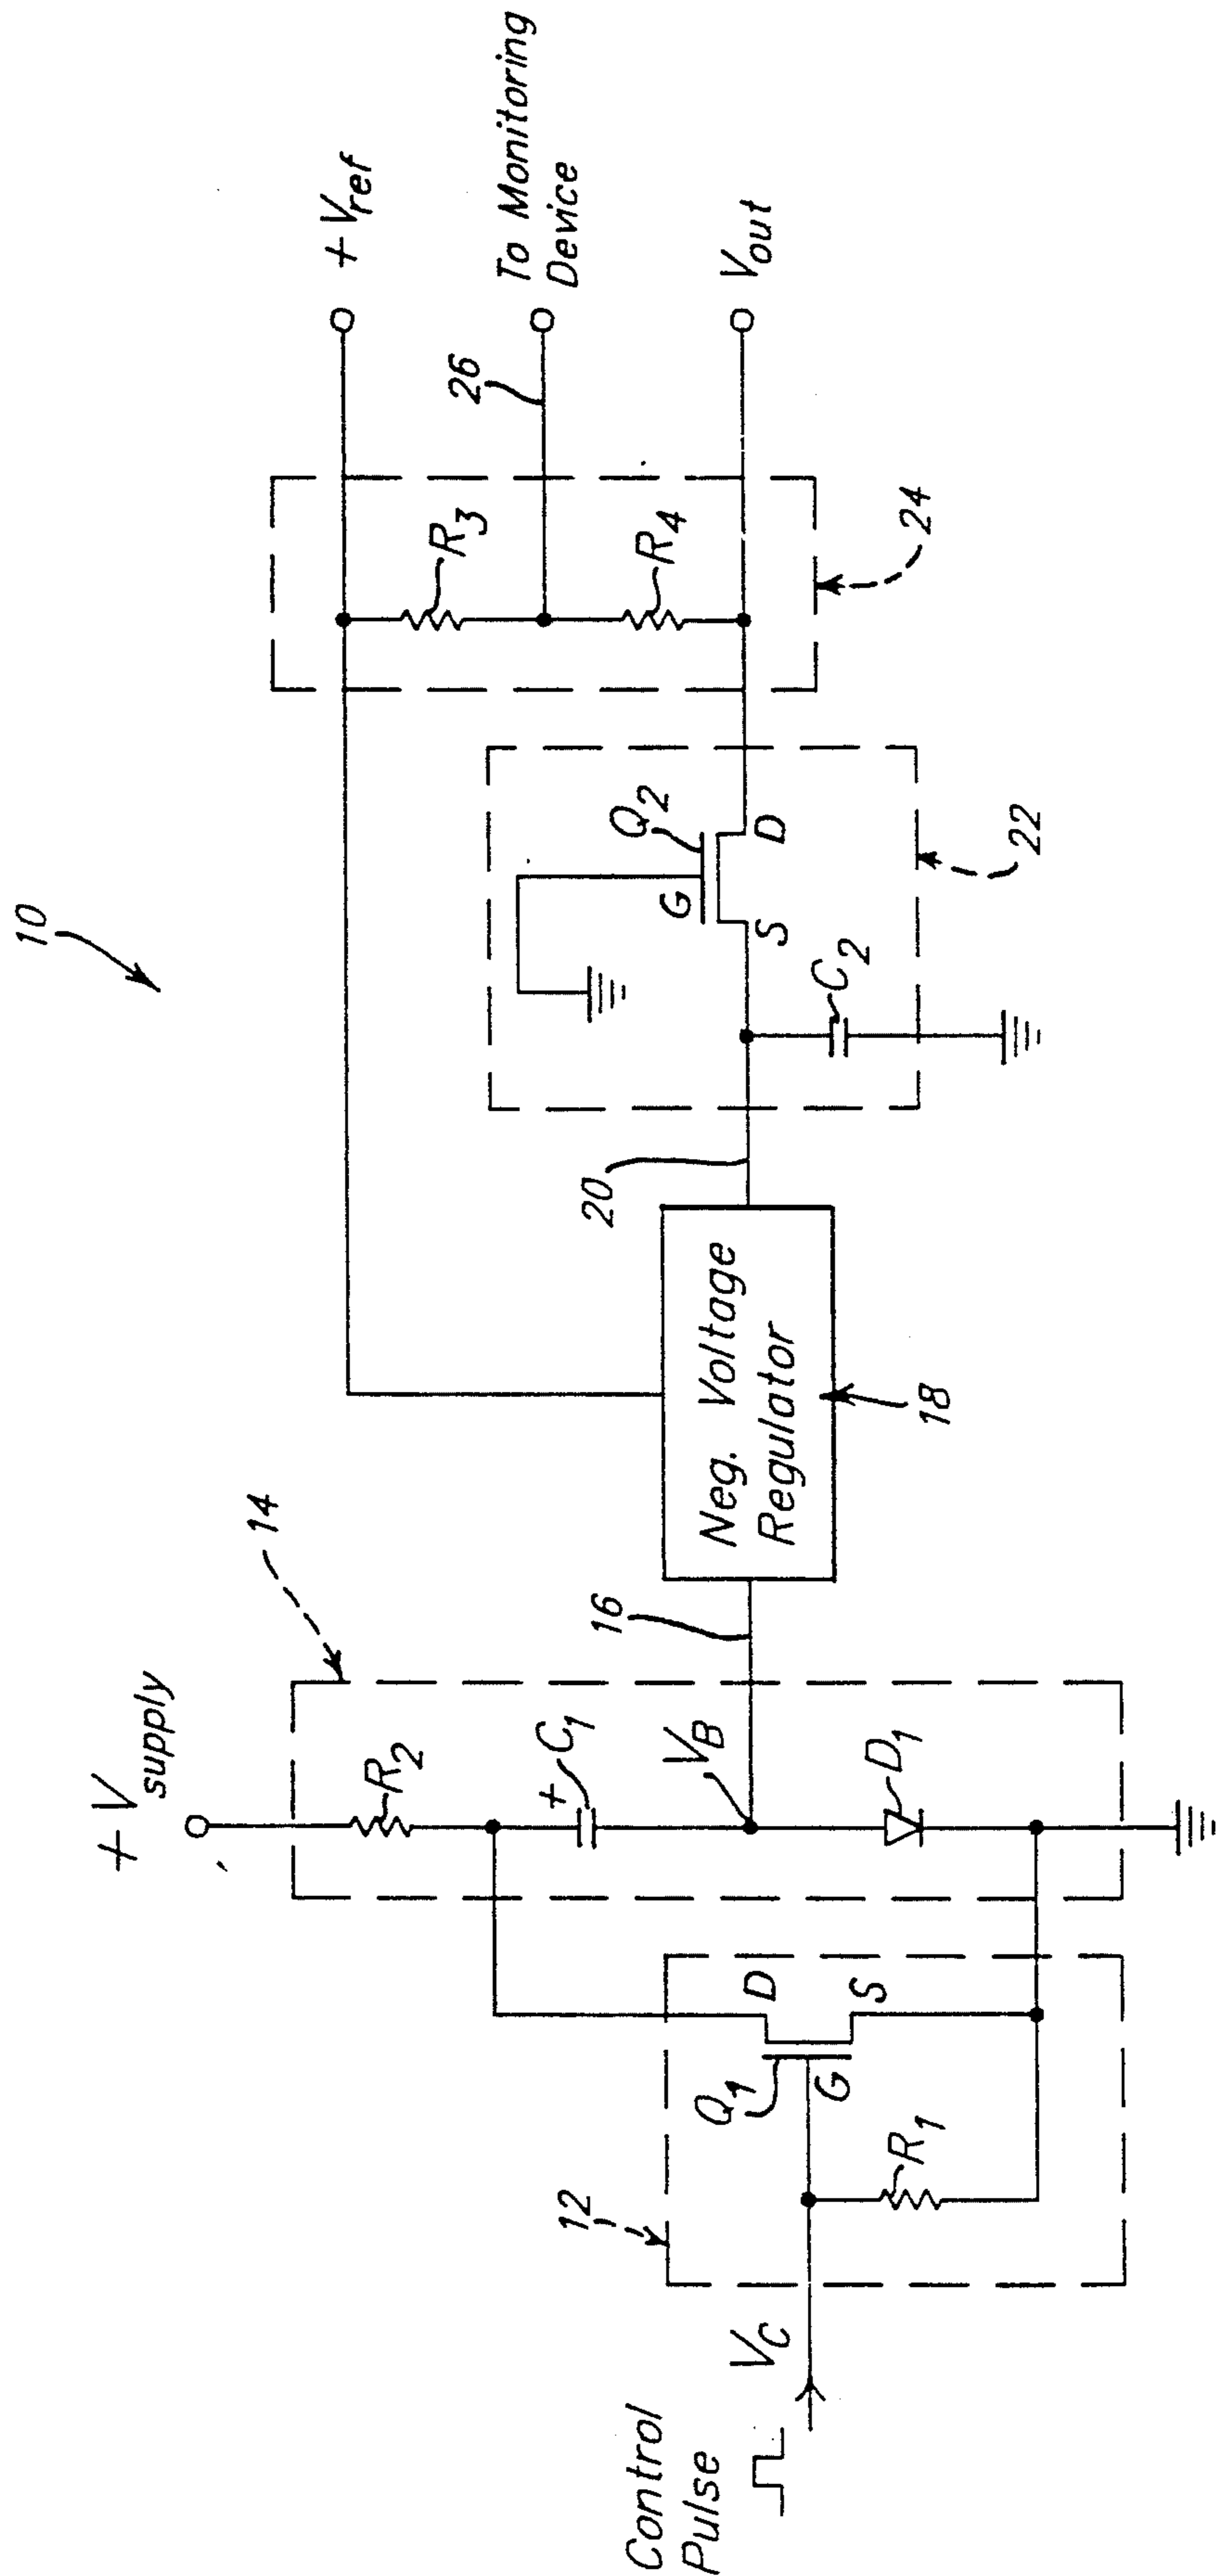 10
+ V supply
14
+ Vref
R2
R3
26
To Monitoring
Device
+
C1
Q2
G
S
D
12
Q1
D
G
S
VB
16
Neg. Voltage
Regulator
20
R4
Vout
Control
Pulse
VC
R1
D1
18
C2
22
24